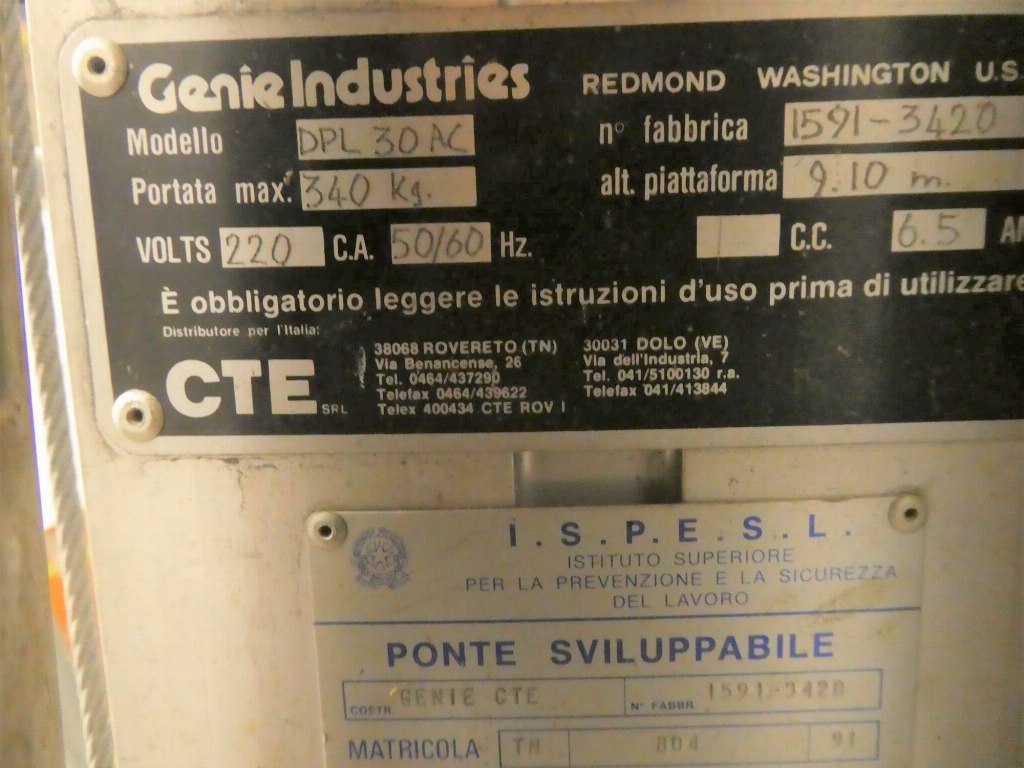 Genie Industries REDMOND WASHINGTON U.S.
Modello DPL 30 AC n° fabbrica 1591-3420
Portata max. 340 Kg. alt. piattaforma 9.10 m.
VOLTS 220 C.A. 50/60 Hz. C.C. 6.5
È obbligatorio leggere le istruzioni d'uso prima di utilizzare
Distributore per l'Italia:
CTE SRL
38068 ROVERETO (TN)
Via Benancense, 26
Tel. 0464/437290
Telefax 0464/439622
Telex 400434 CTE ROV I
30031 DOLO (VE)
Via dell'Industria, 7
Tel. 041/5100130 r.a.
Telefax 041/413844
I.S.P.E.S.L.
ISTITUTO SUPERIORE
PER LA PREVENZIONE E LA SICUREZZA
DEL LAVORO
PONTE SVILUPPABILE
COSTR. GENIE CTE N° FABBR 1591-3420
MATRICOLA TN 804 91